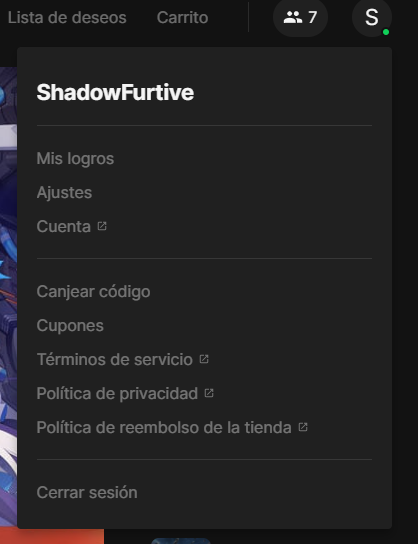 Lista de deseos
Carrito
7
S
ShadowFurtive
Mis logros
Ajustes
Cuenta
Canjear código
Cupones
Términos de servicio
Política de privacidad
Política de reembolso de la tienda
Cerrar sesión